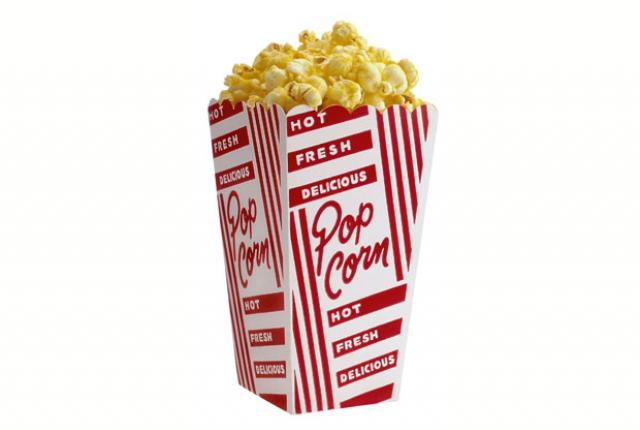 HOT
FRESH
DELICIOUS
Pop
Corn
HOT
FRESH
DELICIOUS
HOT
FRESH
DELICIOUS
Pop
Corn
HOT
FRESH
DELICIOUS